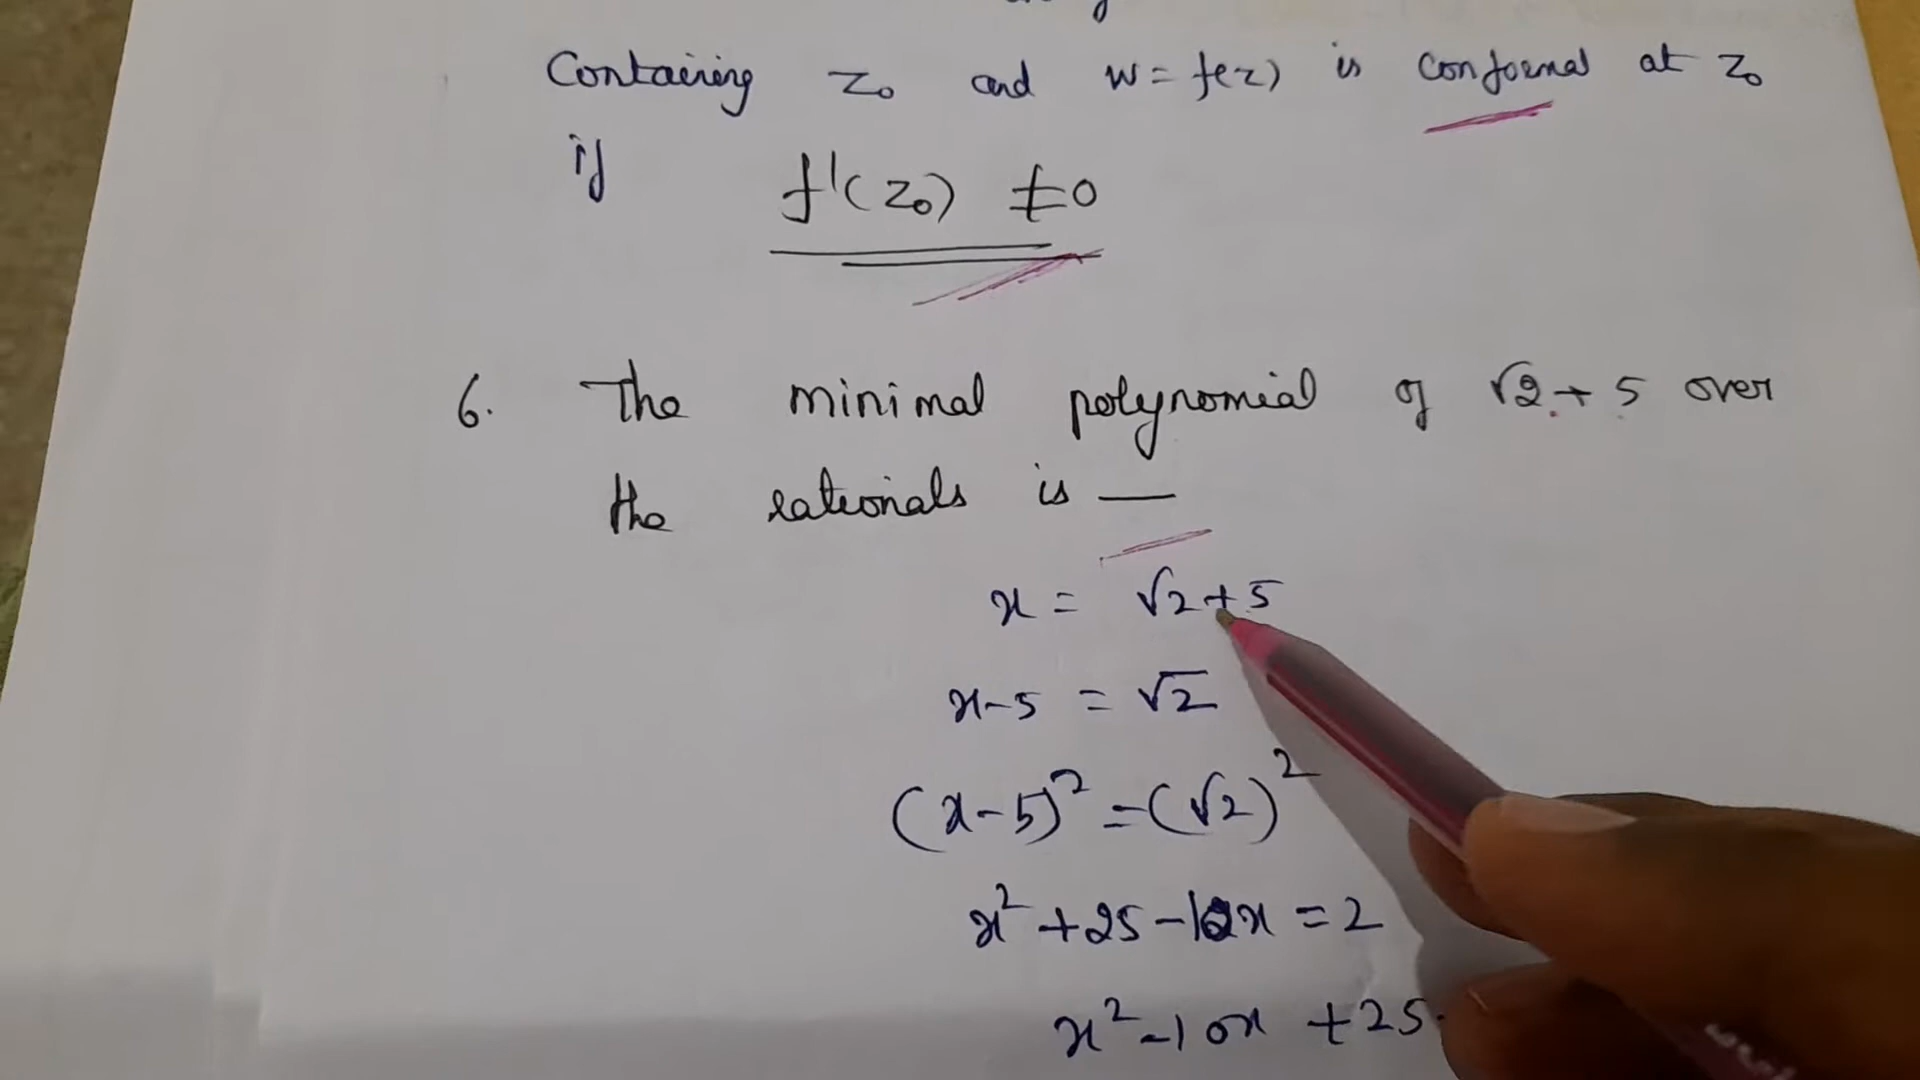 Containing z₀ and w = f(z) is conformal at z₀
if
f'(z₀) ≠0
6. The minimal polynomial of √2 + 5 over
the rationals is —
x = √2+5
x-5 = √2
(x-5)² =(√2)²
x² +25 -10x = 2
x² -10x +25